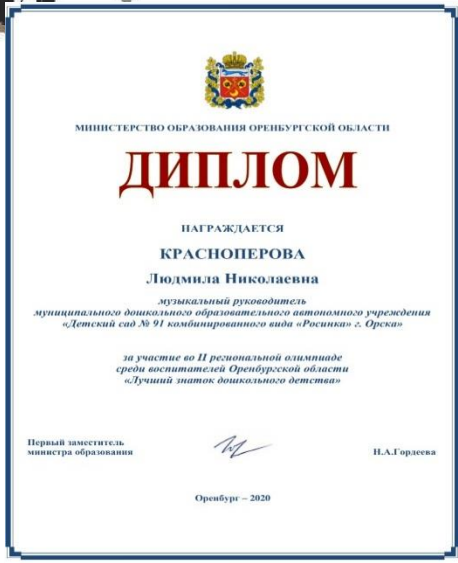 МИНИСТЕРСТВО ОБРАЗОВАНИЯ ОРЕНБУРГСКОЙ ОБЛАСТИ
ДИПЛОМ
НАГРАЖДАЕТСЯ
КРАСНОПЕРОВА
Людмила Николаевна
музыкальный руководитель
муниципального дошкольного образовательного автономного учреждения
«Детский сад № 91 комбинированного вида «Росинка» г. Орска»
за участие во II региональной олимпиаде
среди воспитателей Оренбургской области
«Лучший знаток дошкольного детства»
Первый заместитель
министра образования
Н.А.Гордеева
Оренбург – 2020